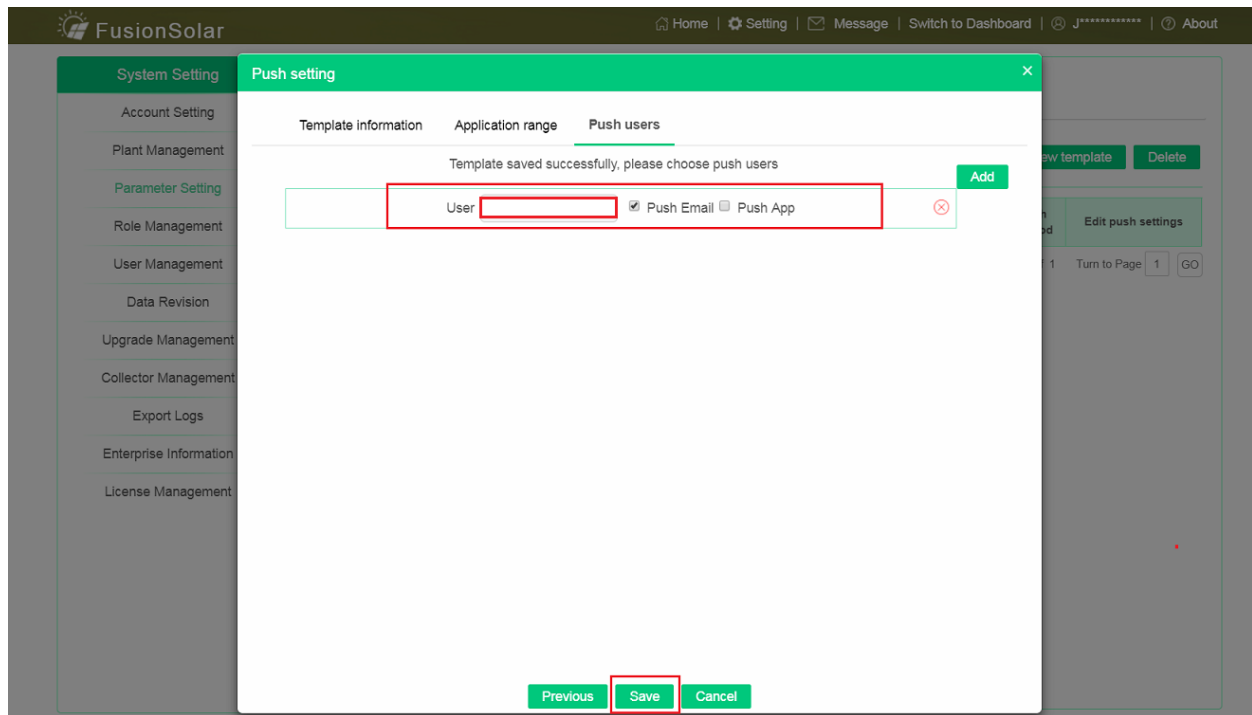 FusionSolar
Home | Setting | Message | Switch to Dashboard | J************ | About
System Setting
Account Setting
Plant Management
Parameter Setting
Role Management
User Management
Data Revision
Upgrade Management
Collector Management
Export Logs
Enterprise Information
License Management
Push setting
Template information Application range Push users
Template saved successfully, please choose push users
Add
User Push Email Push App
Previous Save Cancel
template Delete
Edit push settings
1 Turn to Page 1 GO